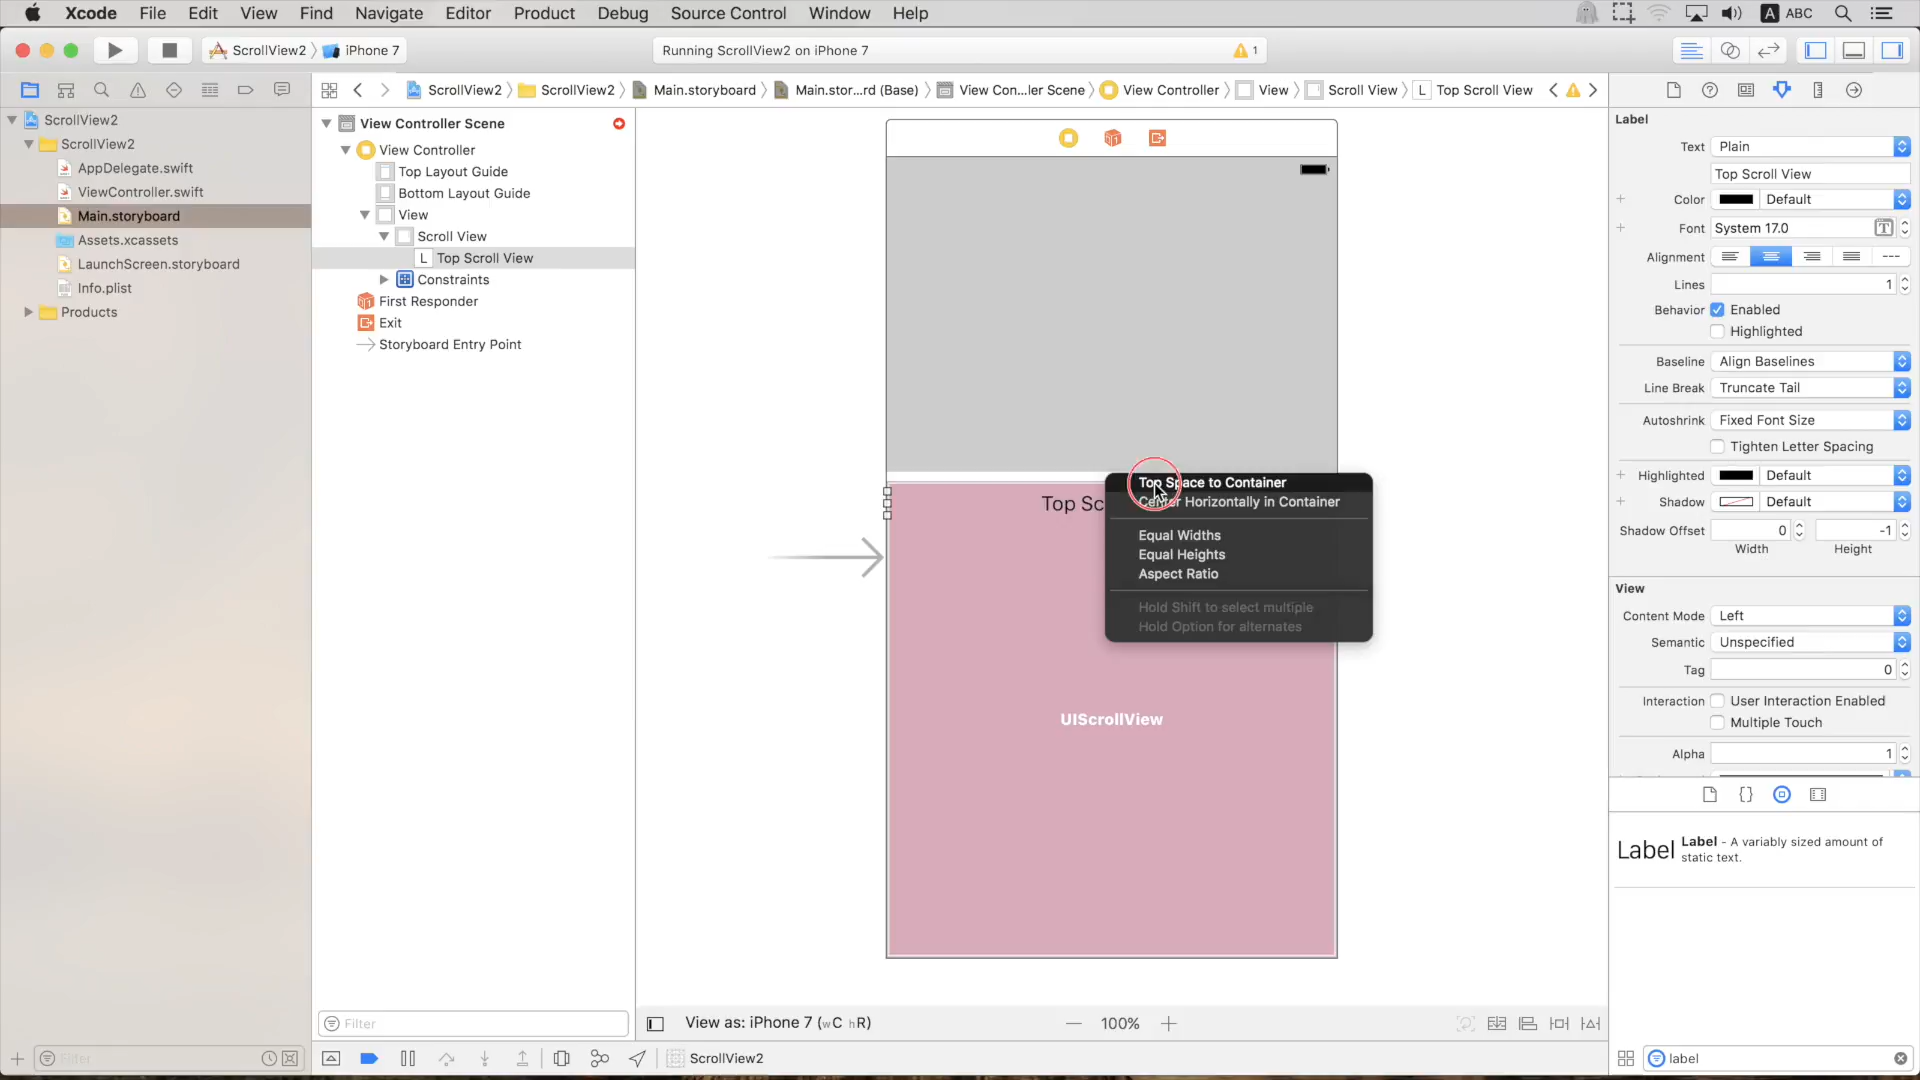 Xcode File Edit View Find Navigate Editor Product Debug Source Control Window Help A ABC
ScrollView2 iPhone 7 Running ScrollView2 on iPhone 7 1
ScrollView2 ScrollView2 Main.storyboard Main.stor...rd (Base) View Con...ler Scene View Controller View Scroll View L Top Scroll View
ScrollView2
ScrollView2
AppDelegate.swift
ViewController.swift
Main.storyboard
Assets.xcassets
LaunchScreen.storyboard
Info.plist
Products
Filter
View Controller Scene
View Controller
Top Layout Guide
Bottom Layout Guide
View
Scroll View
L Top Scroll View
Constraints
First Responder
Exit
Storyboard Entry Point
Filter
Top Sc
Top Space to Container
Center Horizontally in Container
Equal Widths
Equal Heights
Aspect Ratio
Hold Shift to select multiple
Hold Option for alternates
UIScrollView
View as: iPhone 7 (wC hR) 100%
ScrollView2
Label
Text Plain
Top Scroll View
Color Default
Font System 17.0
Alignment
Lines 1
Behavior Enabled
Highlighted
Baseline Align Baselines
Line Break Truncate Tail
Autoshrink Fixed Font Size
Tighten Letter Spacing
Highlighted Default
Shadow Default
Shadow Offset 0 -1
Width Height
View
Content Mode Left
Semantic Unspecified
Tag 0
Interaction User Interaction Enabled
Multiple Touch
Alpha 1
Label Label - A variably sized amount of
static text.
label